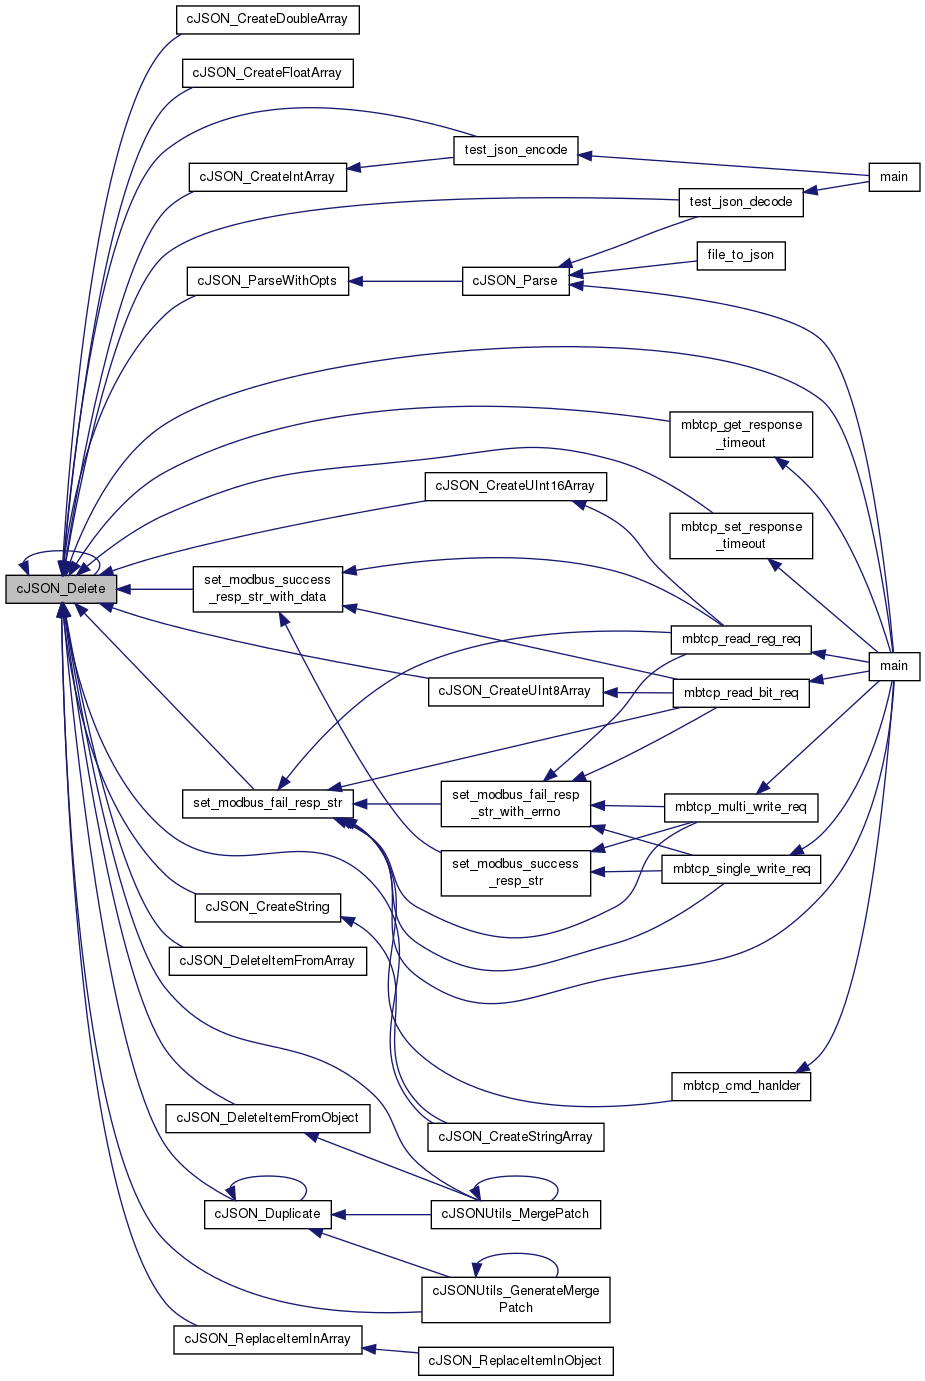 cJSON_CreateDoubleArray
cJSON_CreateFloatArray
test_json_encode
cJSON_CreateIntArray
main
test_json_decode
file_to_json
cJSON_ParseWithOpts
cJSON_Parse
mbtcp_get_response
_timeout
cJSON_CreateUInt16Array
mbtcp_set_response
_timeout
cJSON_Delete
set_modbus_success
_resp_str_with_data
mbtcp_read_reg_req
main
cJSON_CreateUInt8Array
mbtcp_read_bit_req
set_modbus_fail_resp_str
set_modbus_fail_resp
_str_with_errno
mbtcp_multi_write_req
set_modbus_success
_resp_str
mbtcp_single_write_req
cJSON_CreateString
cJSON_DeleteItemFromArray
mbtcp_cmd_hanlder
cJSON_DeleteItemFromObject
cJSON_CreateStringArray
cJSON_Duplicate
cJSONUtils_MergePatch
cJSONUtils_GenerateMerge
Patch
cJSON_ReplaceItemInArray
cJSON_ReplaceItemInObject